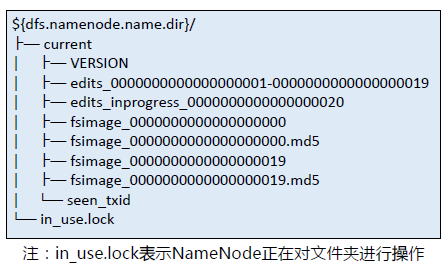 ${dfs.namenode.name.dir}/
├── current
│ ├── VERSION
│ ├── edits_0000000000000000001-0000000000000000019
│ ├── edits_inprogress_0000000000000000020
│ ├── fsimage_0000000000000000000
│ ├── fsimage_0000000000000000000.md5
│ ├── fsimage_0000000000000000019
│ ├── fsimage_0000000000000000019.md5
│ └── seen_txid
└── in_use.lock
注：in_use.lock表示NameNode正在对文件夹进行操作